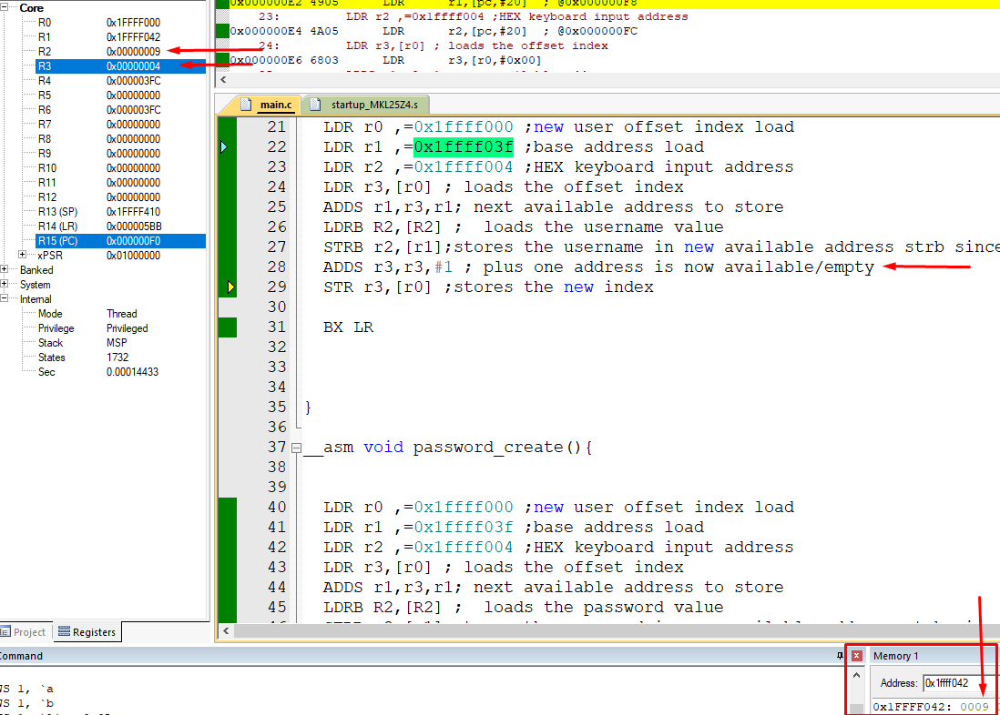 Core
R0 0x1FFFF000
R1 0x1FFFF042
R2 0x00000009
R3 0x00000004
R4 0x000003FC
R5 0x00000000
R6 0x000003FC
R7 0x00000000
R8 0x00000000
R9 0x00000000
R10 0x00000000
R11 0x00000000
R12 0x00000000
R13 (SP) 0x1FFFF410
R14 (LR) 0x000005BB
R15 (PC) 0x000000F0
xPSR 0x01000000
Banked
System
Internal
Mode Thread
Privilege Privileged
Stack MSP
States 1732
Sec 0.00014433
Project Registers
0x000000E2 4905 LDR r1,[pc,#20] ; @0x000000F8
23: LDR r2 ,=0x1ffff004 ;HEX keyboard input address
0x000000E4 4A05 LDR r2,[pc,#20] ; @0x000000FC
24: LDR r3,[r0] ; loads the offset index
0x000000E6 6803 LDR r3,[r0,#0x00]
main.c startup_MKL25Z4.s
21 LDR r0 ,=0x1ffff000 ;new user offset index load
22 LDR r1 ,=0x1ffff03f ;base address load
23 LDR r2 ,=0x1ffff004 ;HEX keyboard input address
24 LDR r3,[r0] ; loads the offset index
25 ADDS r1,r3,r1; next available address to store
26 LDRB R2,[R2] ; loads the username value
27 STRB r2,[r1];stores the username in new available address strb since
28 ADDS r3,r3,#1 ; plus one address is now available/empty
29 STR r3,[r0] ;stores the new index
30
31 BX LR
32
33
34
35 }
36
37 __asm void password_create(){
38
39
40 LDR r0 ,=0x1ffff000 ;new user offset index load
41 LDR r1 ,=0x1ffff03f ;base address load
42 LDR r2 ,=0x1ffff004 ;HEX keyboard input address
43 LDR r3,[r0] ; loads the offset index
44 ADDS r1,r3,r1; next available address to store
45 LDRB R2,[R2] ; loads the password value
Command
WS 1, `a
WS 1, `b
Memory 1
Address: 0x1ffff042
0x1FFFF042: 0009